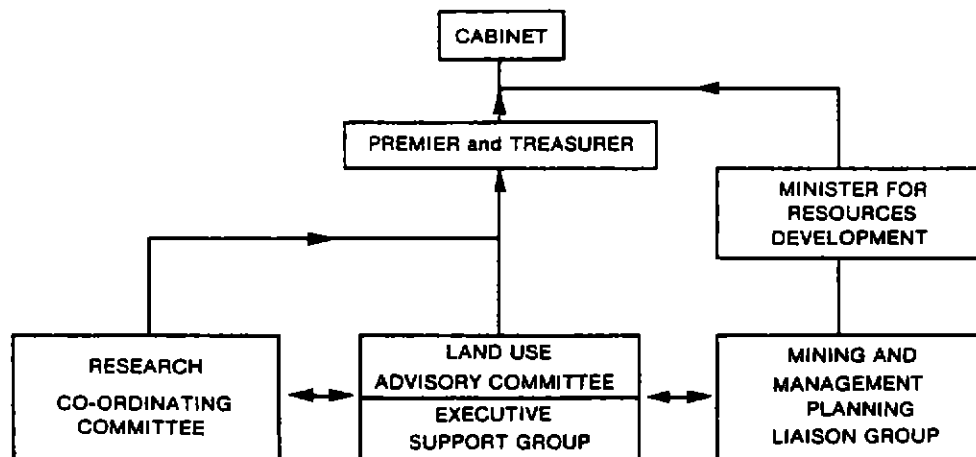 CABINET
PREMIER and TREASURER
MINISTER FOR
RESOURCES
DEVELOPMENT
RESEARCH
CO-ORDINATING
COMMITTEE
LAND USE
ADVISORY COMMITTEE
EXECUTIVE
SUPPORT GROUP
MINING AND
MANAGEMENT
PLANNING
LIAISON GROUP